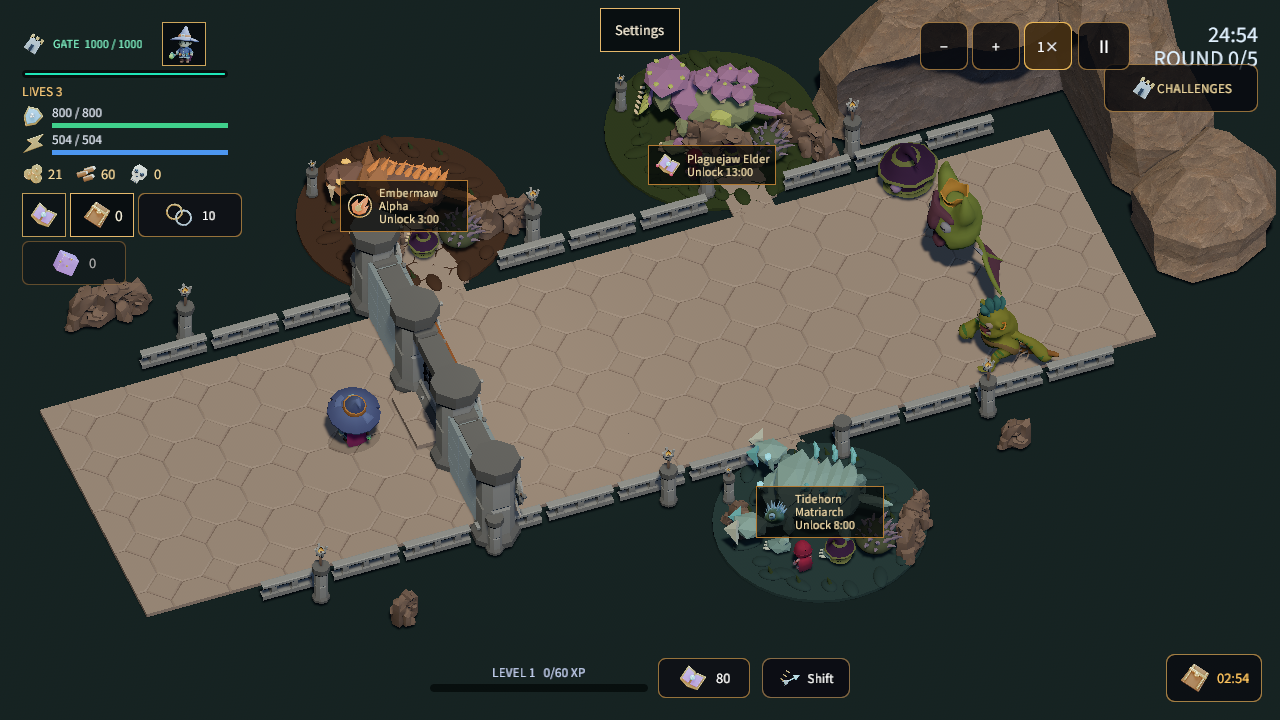 GATE 1000 / 1000
LIVES 3
800 / 800
504 / 504
21
60
0
0
10
0
Settings
−
+
1×
24:54
ROUND 0/5
CHALLENGES
Embermaw
Alpha
Unlock 3:00
Plaguejaw Elder
Unlock 13:00
Tidehorn
Matriarch
Unlock 8:00
LEVEL 1 0/60 XP
80
Shift
02:54